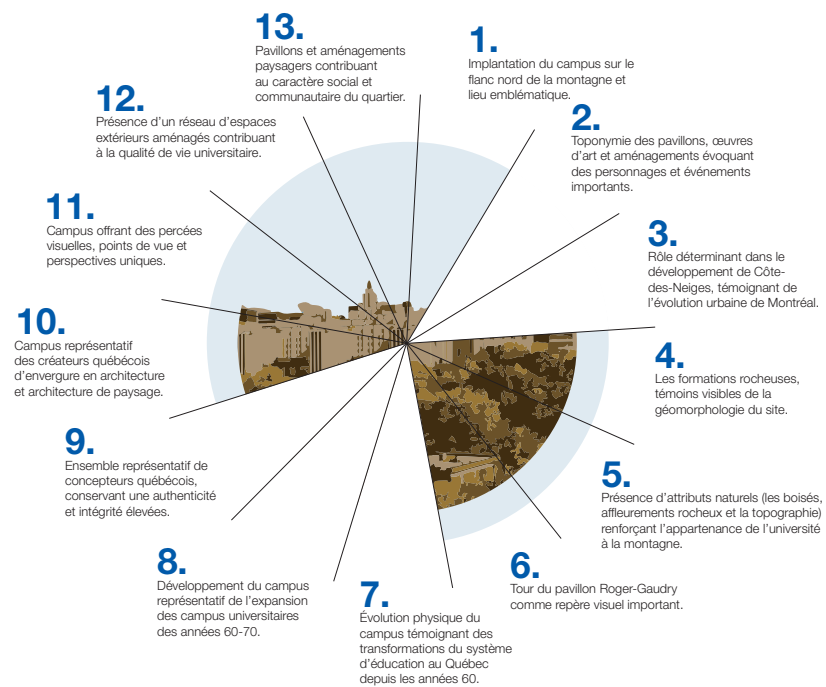 1.
Implantation du campus sur le
flanc nord de la montagne et
lieu emblématique.
2.
Toponymie des pavillons, œuvres
d'art et aménagements évoquant
des personnages et événements
importants.
3.
Rôle déterminant dans le
développement de Côte-
des-Neiges, témoignant de
l'évolution urbaine de Montréal.
4.
Les formations rocheuses,
témoins visibles de la
géomorphologie du site.
5.
Présence d'attributs naturels (les boisés,
affleurements rocheux et la topographie)
renforçant l'appartenance de l'université
à la montagne.
6.
Tour du pavillon Roger-Gaudry
comme repère visuel important.
7.
Évolution physique du
campus témoignant des
transformations du système
d'éducation au Québec
depuis les années 60.
8.
Développement du campus
représentatif de l'expansion
des campus universitaires
des années 60-70.
9.
Ensemble représentatif de
concepteurs québécois,
conservant une authenticité
et intégrité élevées.
10.
Campus représentatif
des créateurs québécois
d'envergure en architecture
et architecture de paysage.
11.
Campus offrant des percées
visuelles, points de vue et
perspectives uniques.
12.
Présence d'un réseau d'espaces
extérieurs aménagés contribuant
à la qualité de vie universitaire.
13.
Pavillons et aménagements
paysagers contribuant
au caractère social et
communautaire du quartier.